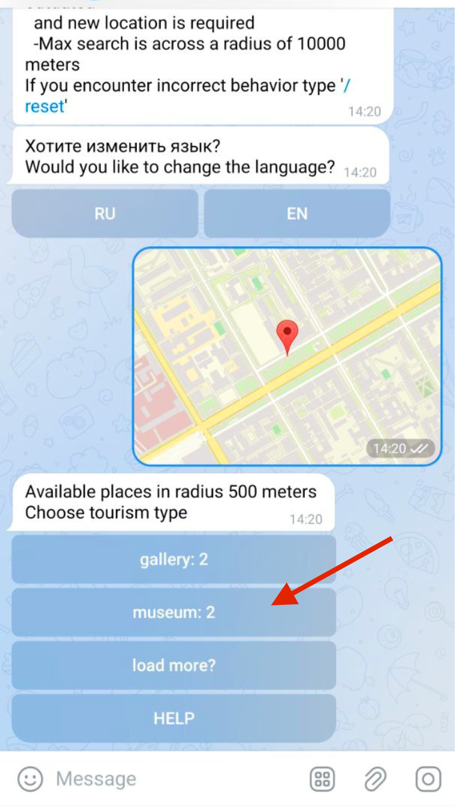 and new location is required
-Max search is across a radius of 10000
meters
If you encounter incorrect behavior type '/
reset'
14:20
Хотите изменить язык?
Would you like to change the language?
14:20
RU
EN
14:20
Available places in radius 500 meters
Choose tourism type
14:20
gallery: 2
museum: 2
load more?
HELP
Message